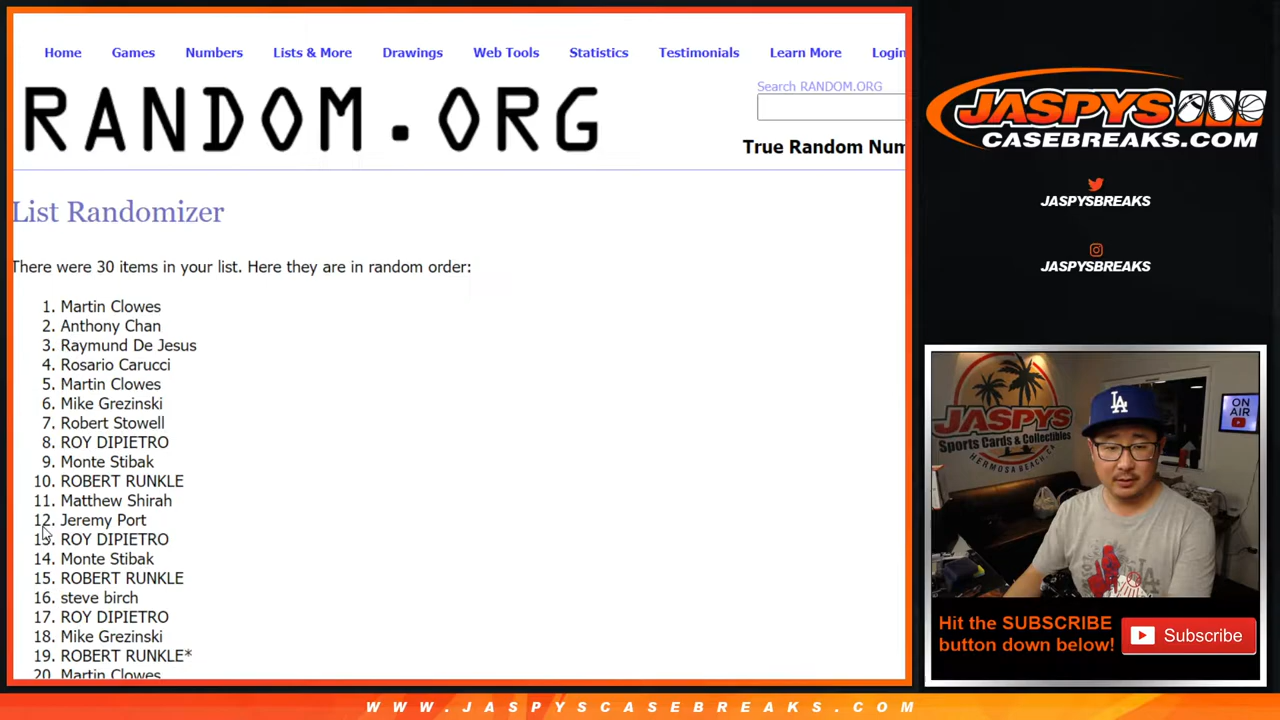 Home Games Numbers Lists & More Drawings Web Tools Statistics Testimonials Learn More Login
Search RANDOM.ORG
RANDOM.ORG
True Random Num
List Randomizer
There were 30 items in your list. Here they are in random order:
1. Martin Clowes
2. Anthony Chan
3. Raymund De Jesus
4. Rosario Carucci
5. Martin Clowes
6. Mike Grezinski
7. Robert Stowell
8. ROY DIPIETRO
9. Monte Stibak
10. ROBERT RUNKLE
11. Matthew Shirah
12. Jeremy Port
13. ROY DIPIETRO
14. Monte Stibak
15. ROBERT RUNKLE
16. steve birch
17. ROY DIPIETRO
18. Mike Grezinski
19. ROBERT RUNKLE*
20. Martin Clowes
JASPYS
CASEBREAKS.COM
JASPYSBREAKS
JASPYSBREAKS
JASPYS
Sports Cards & Collectibles
HERMOSA BEACH, CA
LA
ON
AIR
Hit the SUBSCRIBE
button down below!
Subscribe
WWW.JASPYSCASEBREAKS.COM